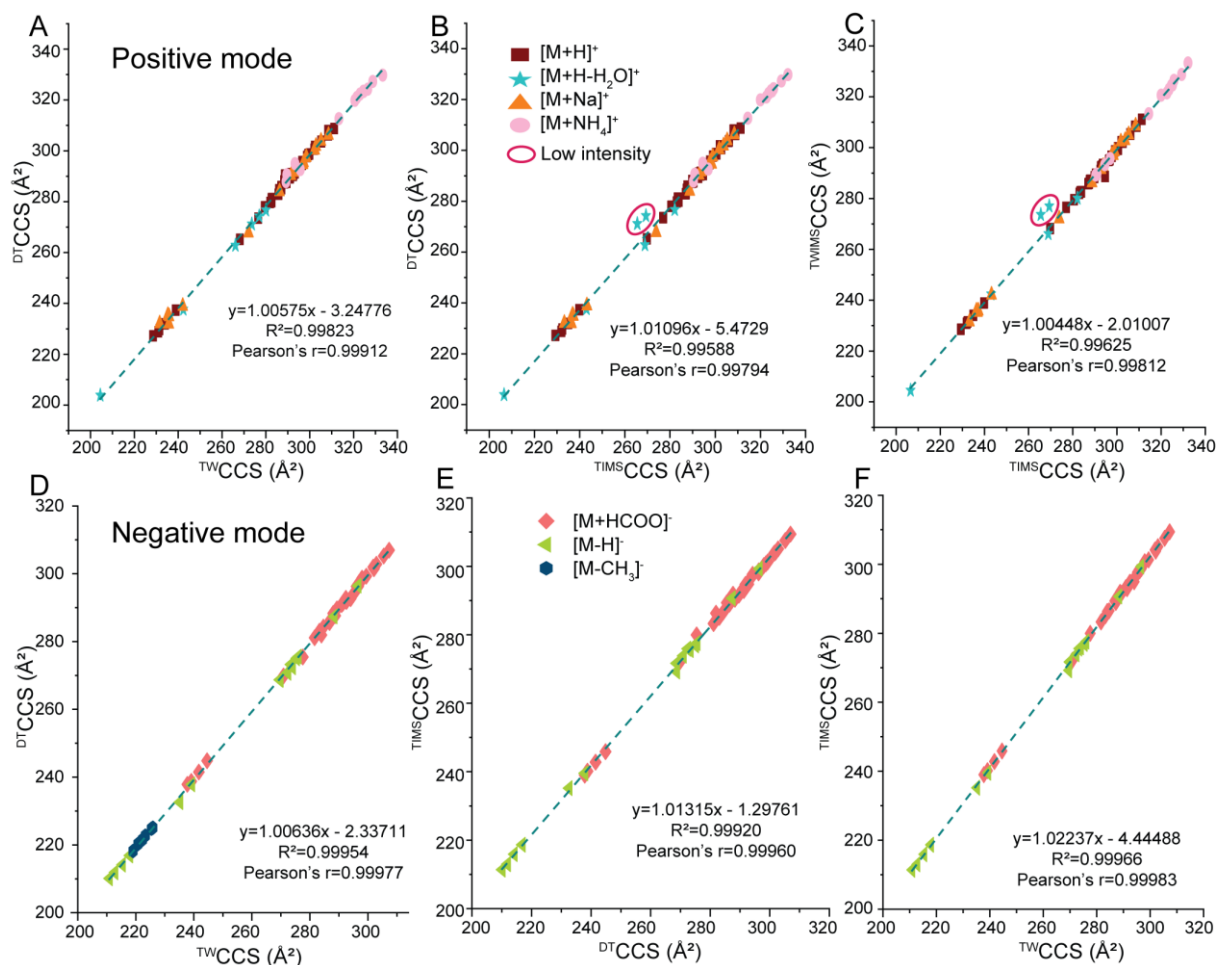 A
Positive mode
340
320
300
280
260
240
220
200
ᴰᵀCCS (Å²)
y=1.00575x - 3.24776
R²=0.99823
Pearson's r=0.99912
200 220 240 260 280 300 320 340
ᵀᵂCCS (Å²)
B
[M+H]⁺
[M+H-H₂O]⁺
[M+Na]⁺
[M+NH₄]⁺
Low intensity
340
320
300
280
260
240
220
200
ᴰᵀCCS (Å²)
y=1.01096x - 5.4729
R²=0.99588
Pearson's r=0.99794
200 220 240 260 280 300 320 340
ᵀᴵᴹˢCCS (Å²)
C
340
320
300
280
260
240
220
200
ᵀᵂᴵᴹˢCCS (Å²)
y=1.00448x - 2.01007
R²=0.99625
Pearson's r=0.99812
200 220 240 260 280 300 320 340
ᵀᴵᴹˢCCS (Å²)
D
Negative mode
320
300
280
260
240
220
200
ᴰᵀCCS (Å²)
y=1.00636x - 2.33711
R²=0.99954
Pearson's r=0.99977
200 220 240 260 280 300
ᵀᵂCCS (Å²)
E
[M+HCOO]⁻
[M-H]⁻
[M-CH₃]⁻
320
300
280
260
240
220
200
ᵀᴵᴹˢCCS (Å²)
y=1.01315x - 1.29761
R²=0.99920
Pearson's r=0.99960
200 220 240 260 280 300 320
ᴰᵀCCS (Å²)
F
320
300
280
260
240
220
200
ᵀᴵᴹˢCCS (Å²)
y=1.02237x - 4.44488
R²=0.99966
Pearson's r=0.99983
200 220 240 260 280 300 320
ᵀᵂCCS (Å²)